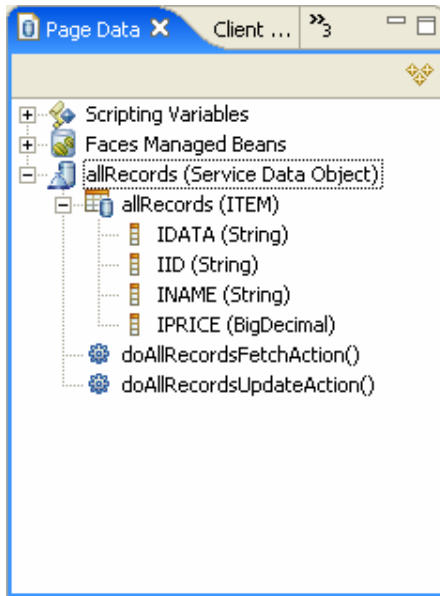 Page Data Client ... »3
Scripting Variables
Faces Managed Beans
allRecords (Service Data Object)
allRecords (ITEM)
IDATA (String)
IID (String)
INAME (String)
IPRICE (BigDecimal)
doAllRecordsFetchAction()
doAllRecordsUpdateAction()